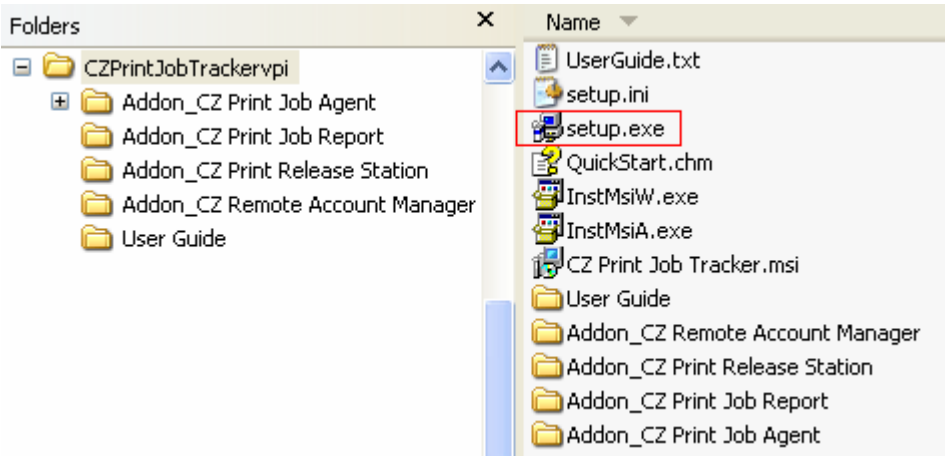 Folders
CZPrintJobTrackervpi
Addon_CZ Print Job Agent
Addon_CZ Print Job Report
Addon_CZ Print Release Station
Addon_CZ Remote Account Manager
User Guide
Name
UserGuide.txt
setup.ini
setup.exe
QuickStart.chm
InstMsiW.exe
InstMsiA.exe
CZ Print Job Tracker.msi
User Guide
Addon_CZ Remote Account Manager
Addon_CZ Print Release Station
Addon_CZ Print Job Report
Addon_CZ Print Job Agent